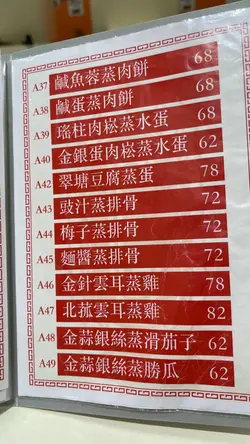 A37 鹹魚蓉蒸肉餅 68
A38 鹹蛋蒸肉餅 68
A39 瑤柱肉崧蒸水蛋 68
A40 金銀蛋肉崧蒸水蛋 62
A42 翠塘豆腐蒸蛋 78
A43 豉汁蒸排骨 72
A44 梅子蒸排骨 72
A45 麵醬蒸排骨 72
A46 金針雲耳蒸雞 78
A47 北菰雲耳蒸雞 82
A48 金蒜銀絲蒸滑茄子 62
A49 金蒜銀絲蒸勝瓜 62